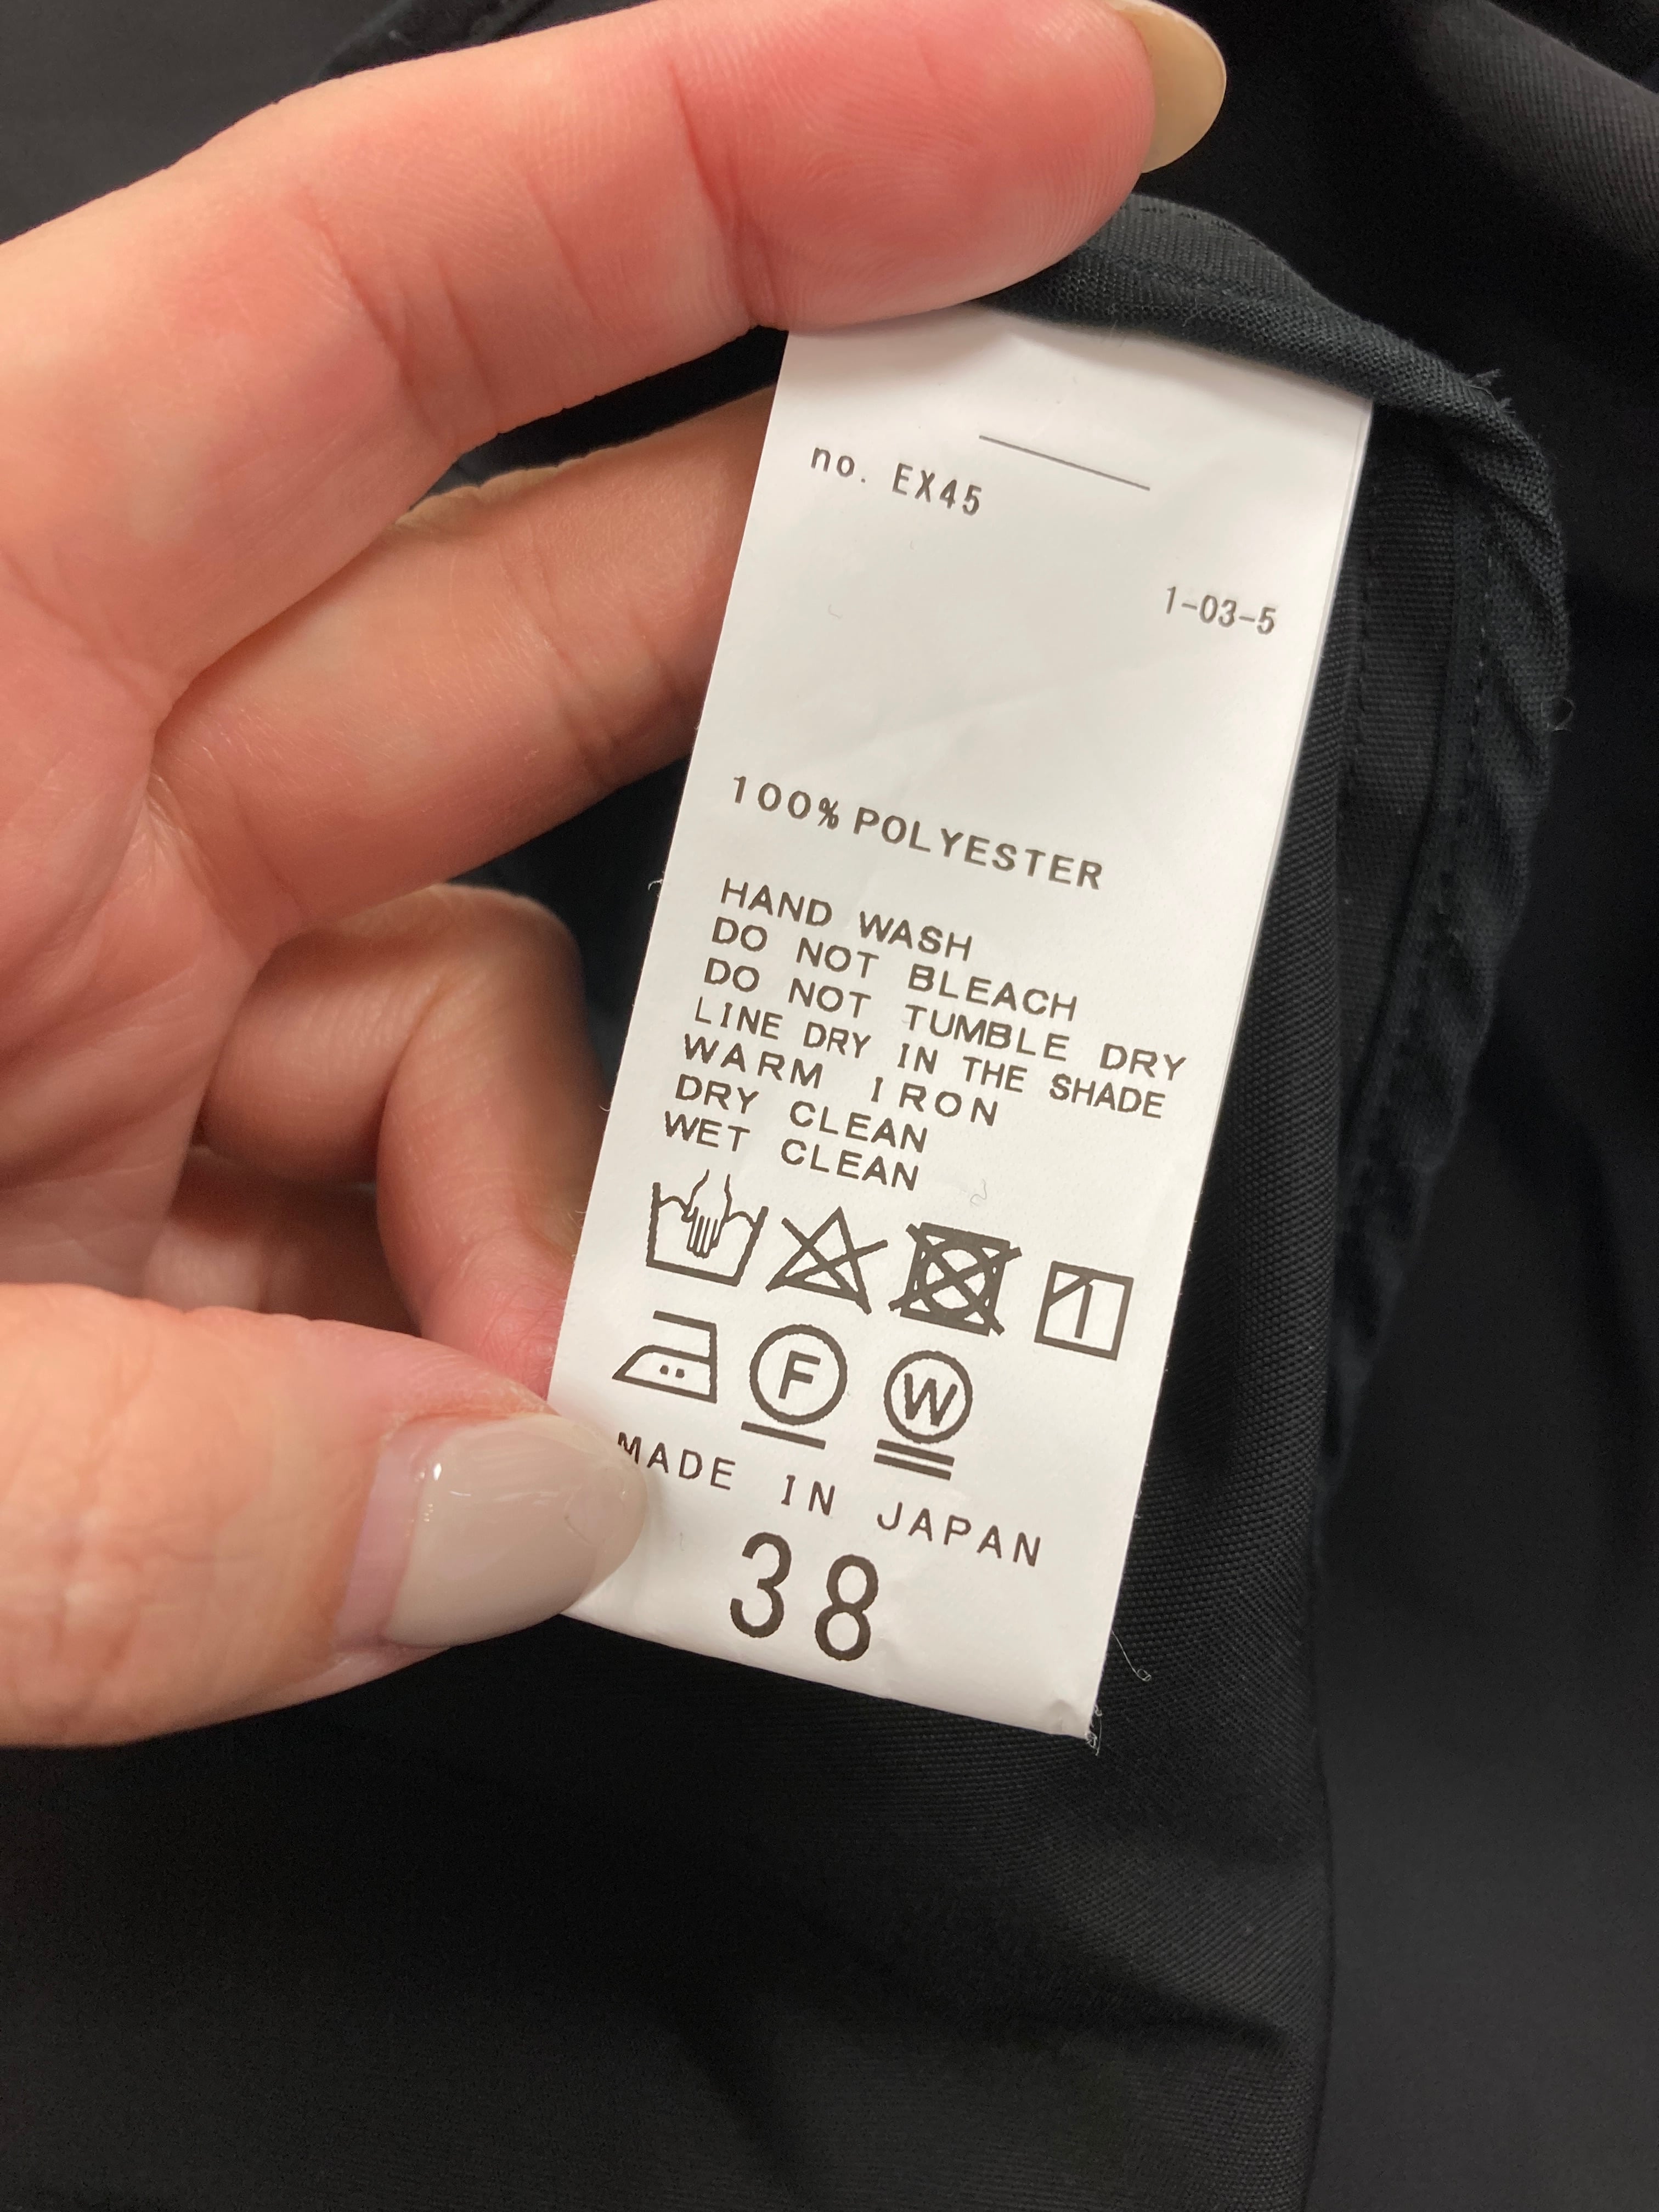 no. EX45
1-03-5
100% POLYESTER
HAND WASH
DO NOT BLEACH
DO NOT TUMBLE DRY
LINE DRY IN THE SHADE
WARM IRON
DRY CLEAN
WET CLEAN
F W
MADE IN JAPAN
38